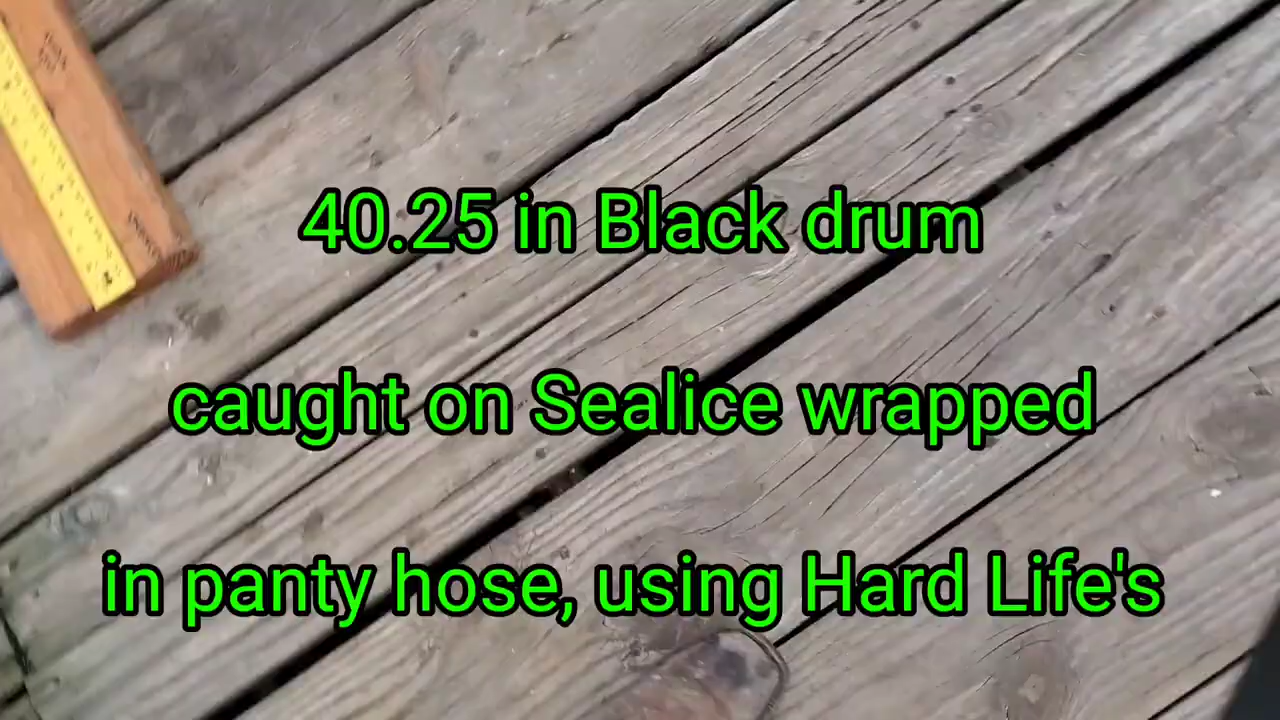 40.25 in Black drum
caught on Sealice wrapped
in panty hose, using Hard Life's